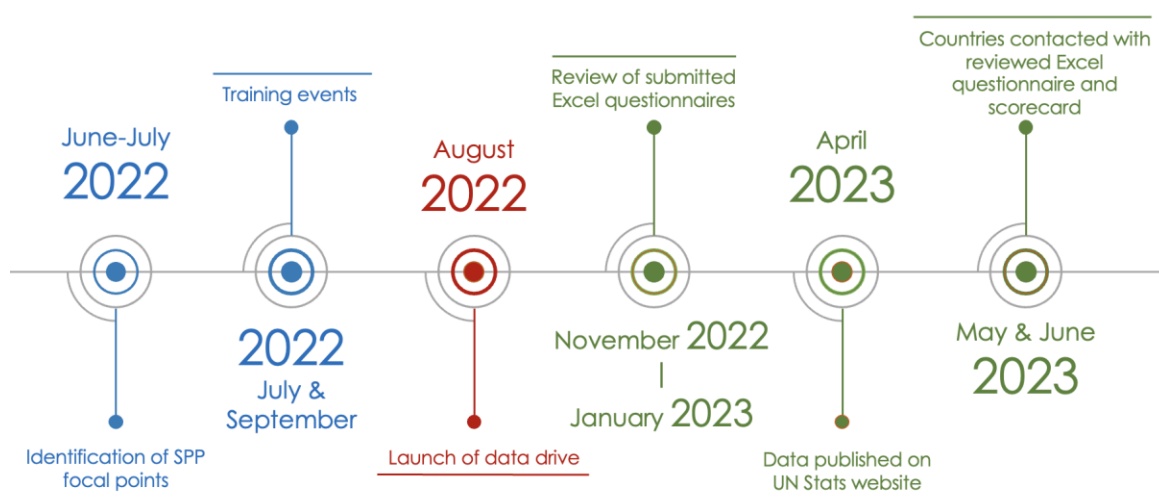 June-July
2022
Identification of SPP
focal points
Training events
2022
July &
September
August
2022
Launch of data drive
Review of submitted
Excel questionnaires
November 2022
January 2023
April
2023
Data published on
UN Stats website
Countries contacted with
reviewed Excel
questionnaire and
scorecard
May & June
2023